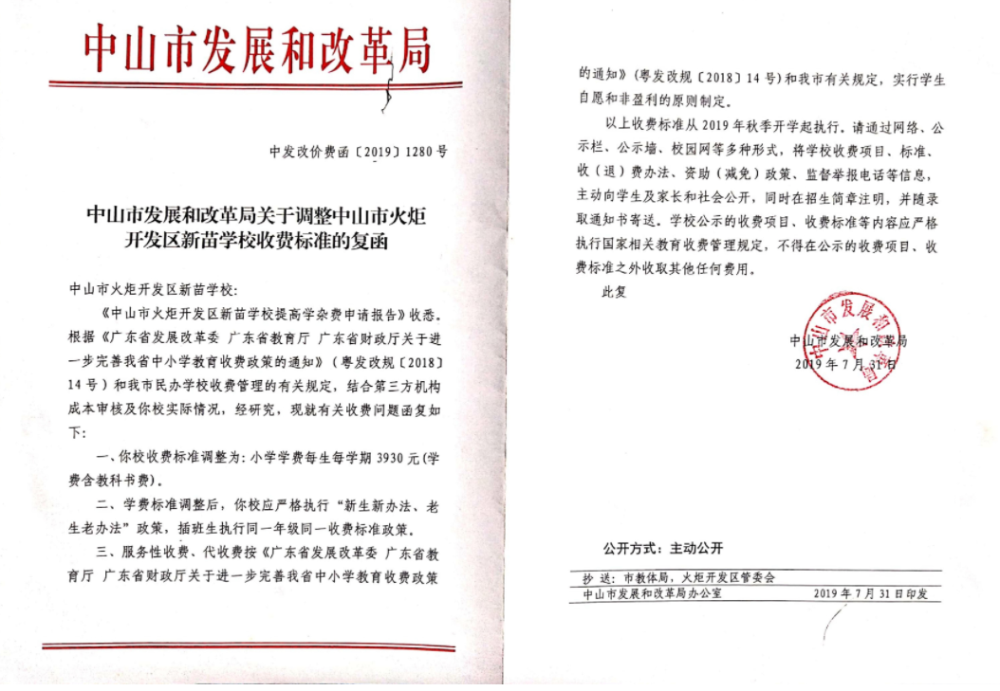 中山市发展和改革局
中发改价费函〔2019〕1280号
中山市发展和改革局关于调整中山市火炬
开发区新苗学校收费标准的复函
中山市火炬开发区新苗学校:
《中山市火炬开发区新苗学校提高学杂费申请报告》收悉。
根据《广东省发展改革委 广东省教育厅 广东省财政厅关于进
一步完善我省中小学教育收费政策的通知》(粤发改规〔2018〕
14号)和我市民办学校收费管理的有关规定，结合第三方机构
成本审核及你校实际情况，经研究，现就有关收费问题函复如
下:
一、你校收费标准调整为:小学学费每生每学期3930元(学
费含教科书费)。
二、学费标准调整后，你校应严格执行“新生新办法、老
生老办法”政策，插班生执行同一年级同一收费标准政策。
三、服务性收费、代收费按《广东省发展改革委 广东省教
育厅 广东省财政厅关于进一步完善我省中小学教育收费政策
的通知》(粤发改规〔2018〕14号)和我市有关规定，实行学生
自愿和非盈利的原则制定。
以上收费标准从2019年秋季开学起执行。请通过网络、公
示栏、公示墙、校园网等多种形式，将学校收费项目、标准、
收（退）费办法、资助（减免）政策、监督举报电话等信息，
主动向学生及家长和社会公开，同时在招生简章注明，并随录
取通知书寄送。学校公示的收费项目、收费标准等内容应严格
执行国家相关教育收费管理规定，不得在公示的收费项目、收
费标准之外收取其他任何费用。
此复
中山市发展和改革局
中山市发展和改革局
2019年7月31日
公开方式：主动公开
抄 送：市教体局，火炬开发区管委会
中山市发展和改革局办公室 2019年7月31日印发